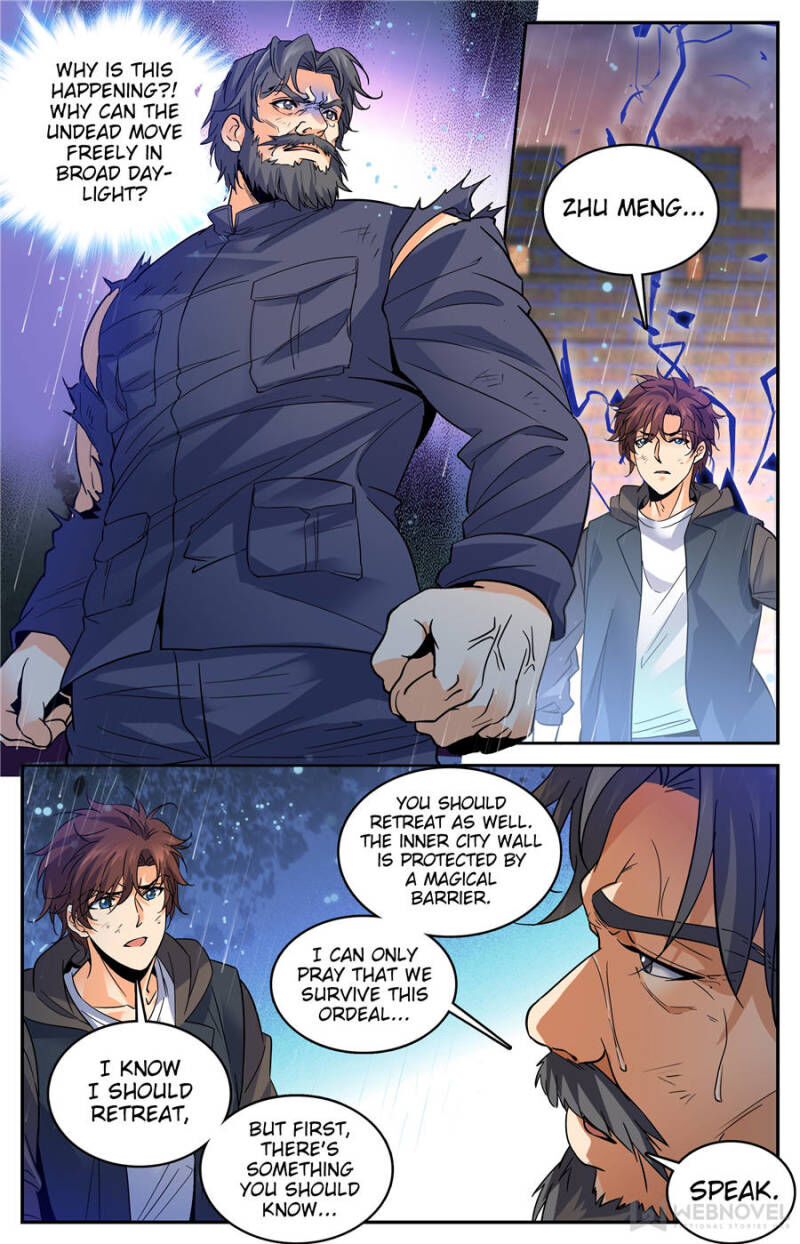 WHY IS THIS
HAPPENING?!
WHY CAN THE
UNDEAD MOVE
FREELY IN
BROAD DAY-
LIGHT?
ZHU MENG...
YOU SHOULD
RETREAT AS WELL.
THE INNER CITY WALL
IS PROTECTED BY
A MAGICAL
BARRIER.
I CAN ONLY
PRAY THAT WE
SURVIVE THIS
ORDEAL...
I KNOW
I SHOULD
RETREAT,
BUT FIRST,
THERE'S
SOMETHING
YOU SHOULD
KNOW...
SPEAK.
WEBNOVEL